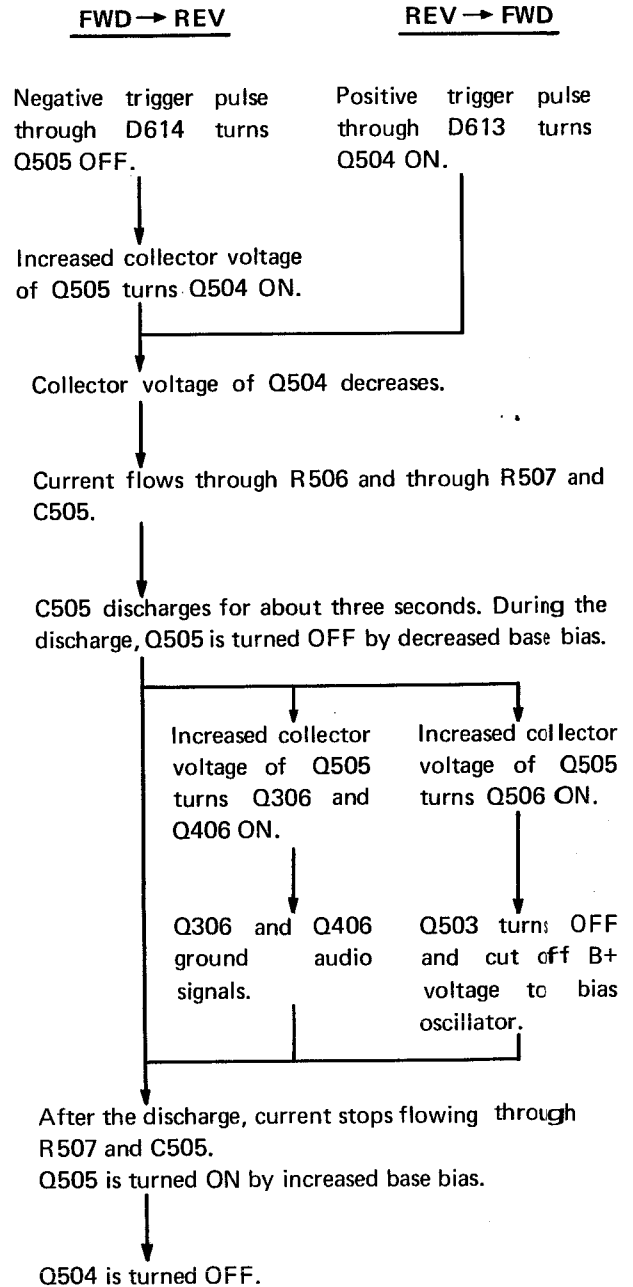 FWD → REV
REV → FWD
Negative trigger pulse
through D614 turns
Q505 OFF.
Positive trigger pulse
through D613 turns
Q504 ON.
Increased collector voltage
of Q505 turns Q504 ON.
Collector voltage of Q504 decreases.
Current flows through R506 and through R507 and
C505.
C505 discharges for about three seconds. During the
discharge, Q505 is turned OFF by decreased base bias.
Increased collector
voltage of Q505
turns Q306 and
Q406 ON.
Increased collector
voltage of Q505
turns Q506 ON.
Q306 and Q406
ground audio
signals.
Q503 turns OFF
and cut off B+
voltage to bias
oscillator.
After the discharge, current stops flowing through
R507 and C505.
Q505 is turned ON by increased base bias.
Q504 is turned OFF.